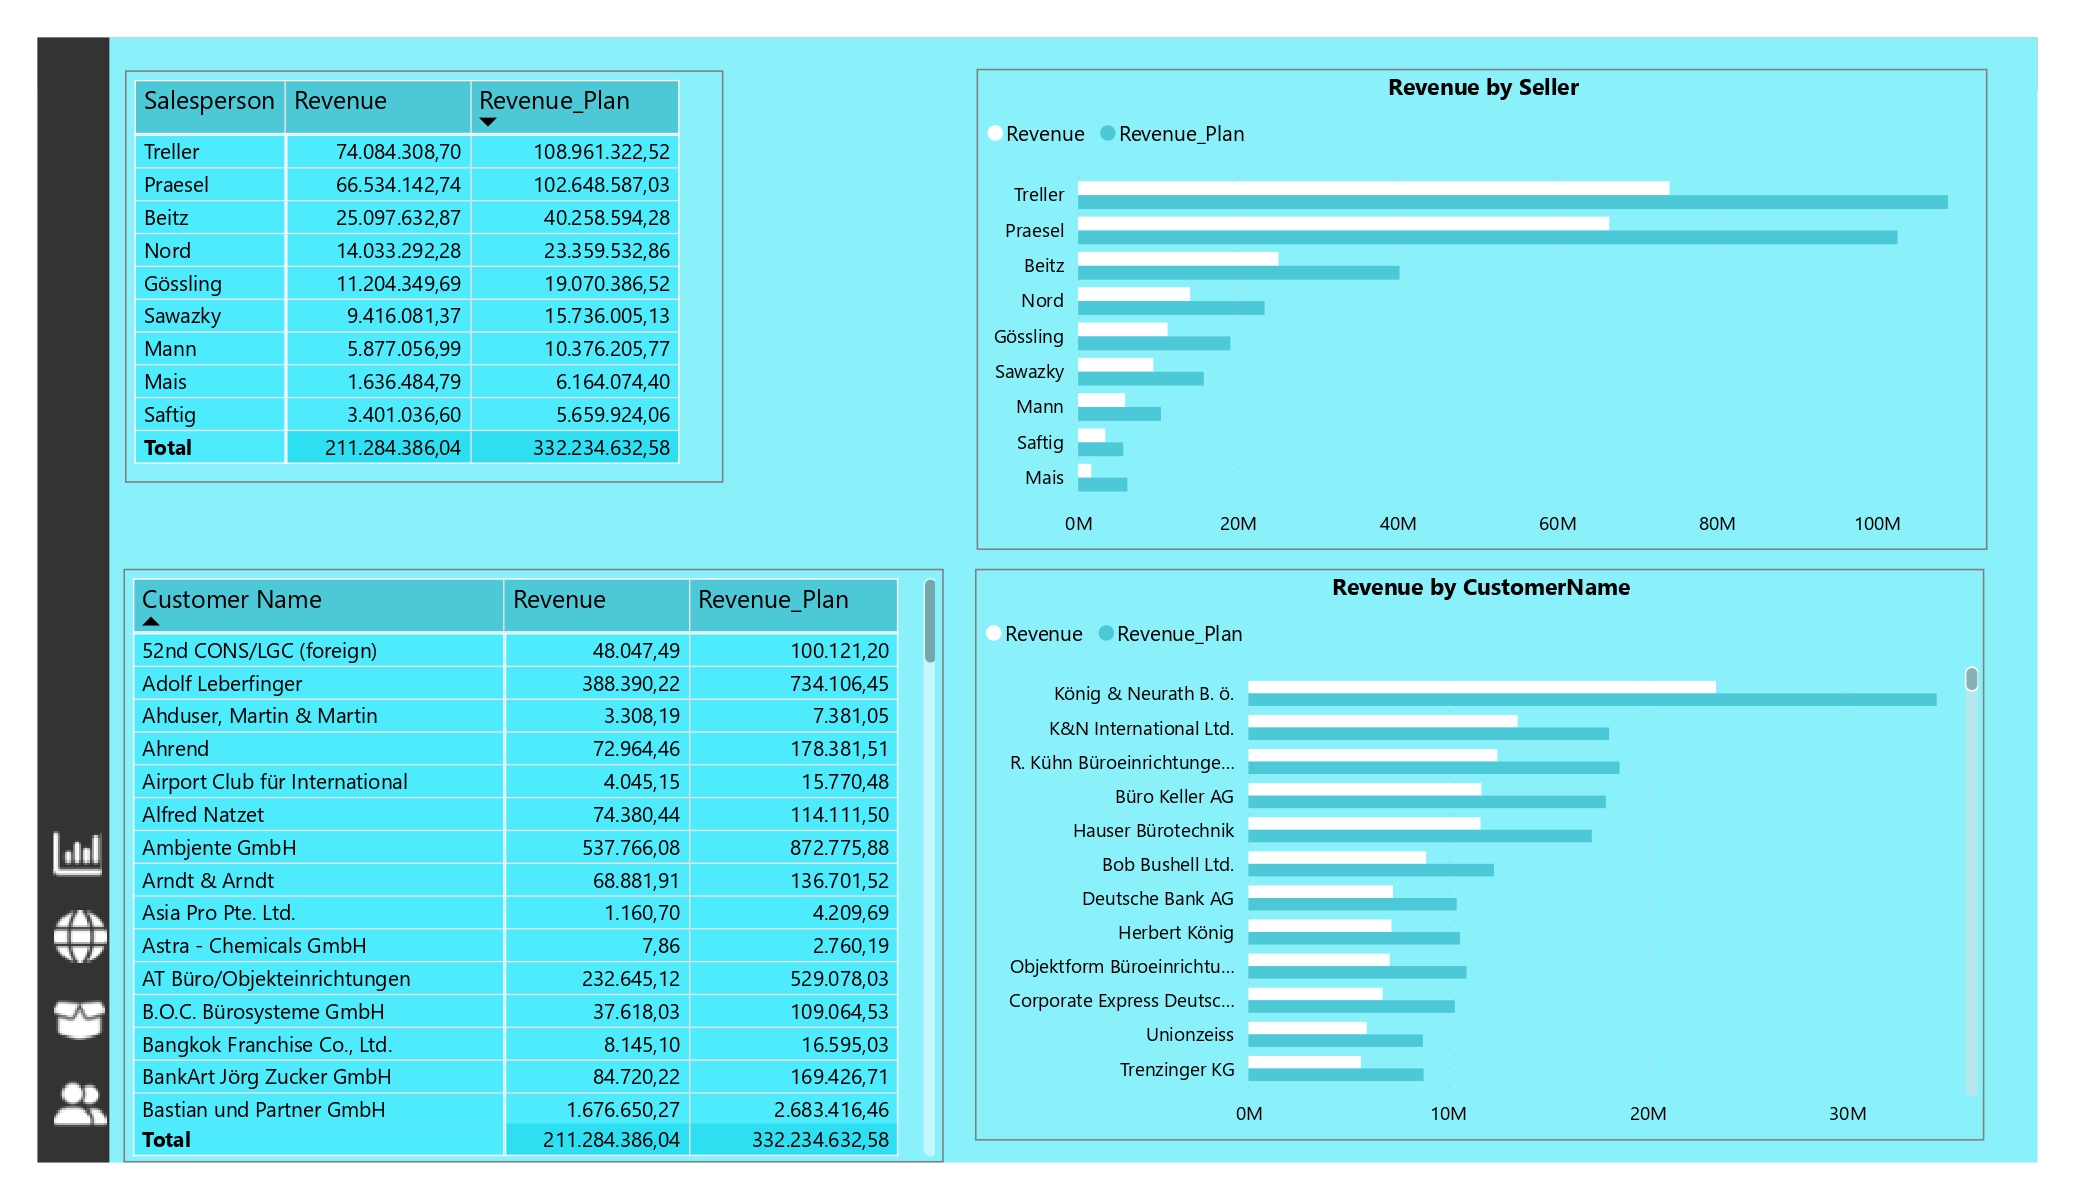 Salesperson Revenue Revenue_Plan
Treller 74.084.308,70 108.961.322,52
Praesel 66.534.142,74 102.648.587,03
Beitz 25.097.632,87 40.258.594,28
Nord 14.033.292,28 23.359.532,86
Gössling 11.204.349,69 19.070.386,52
Sawazky 9.416.081,37 15.736.005,13
Mann 5.877.056,99 10.376.205,77
Mais 1.636.484,79 6.164.074,40
Saftig 3.401.036,60 5.659.924,06
Total 211.284.386,04 332.234.632,58
Revenue by Seller
Revenue Revenue_Plan
Treller
Praesel
Beitz
Nord
Gössling
Sawazky
Mann
Saftig
Mais
0M 20M 40M 60M 80M 100M
Customer Name Revenue Revenue_Plan
52nd CONS/LGC (foreign) 48.047,49 100.121,20
Adolf Leberfinger 388.390,22 734.106,45
Ahduser, Martin & Martin 3.308,19 7.381,05
Ahrend 72.964,46 178.381,51
Airport Club für International 4.045,15 15.770,48
Alfred Natzet 74.380,44 114.111,50
Ambjente GmbH 537.766,08 872.775,88
Arndt & Arndt 68.881,91 136.701,52
Asia Pro Pte. Ltd. 1.160,70 4.209,69
Astra - Chemicals GmbH 7,86 2.760,19
AT Büro/Objekteinrichtungen 232.645,12 529.078,03
B.O.C. Bürosysteme GmbH 37.618,03 109.064,53
Bangkok Franchise Co., Ltd. 8.145,10 16.595,03
BankArt Jörg Zucker GmbH 84.720,22 169.426,71
Bastian und Partner GmbH 1.676.650,27 2.683.416,46
Total 211.284.386,04 332.234.632,58
Revenue by CustomerName
Revenue Revenue_Plan
König & Neurath B. ö.
K&N International Ltd.
R. Kühn Büroeinrichtunge...
Büro Keller AG
Hauser Bürotechnik
Bob Bushell Ltd.
Deutsche Bank AG
Herbert König
Objektform Büroeinrichtu...
Corporate Express Deutsc...
Unionzeiss
Trenzinger KG
0M 10M 20M 30M